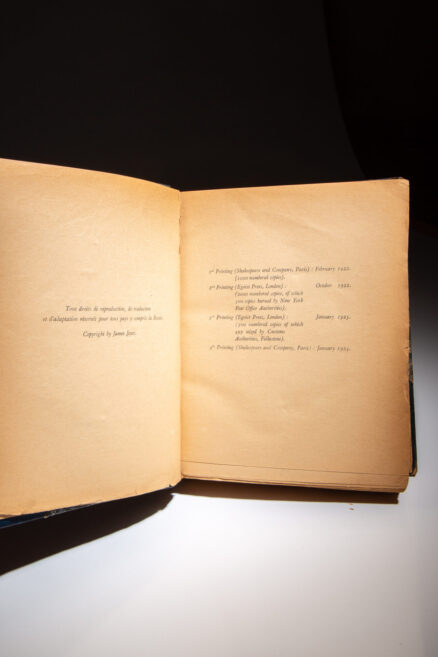 Tous droits de reproduction, de traduction
et d'adaptation réservés pour tous pays y compris la Russie.
Copyright by James Joyce.
1st Printing (Shakespeare and Company, Paris) : February 1922.
(1000 numbered copies).
2nd Printing (Egoist Press, London) : October 1922.
(2000 numbered copies, of which
500 copies burned by New York
Post Office Authorities).
3rd Printing (Egoist Press, London) : January 1923.
(500 numbered copies of which
499 seized by Customs
Authorities, Folkestone).
4th Printing (Shakespeare and Company, Paris) : January 1924.